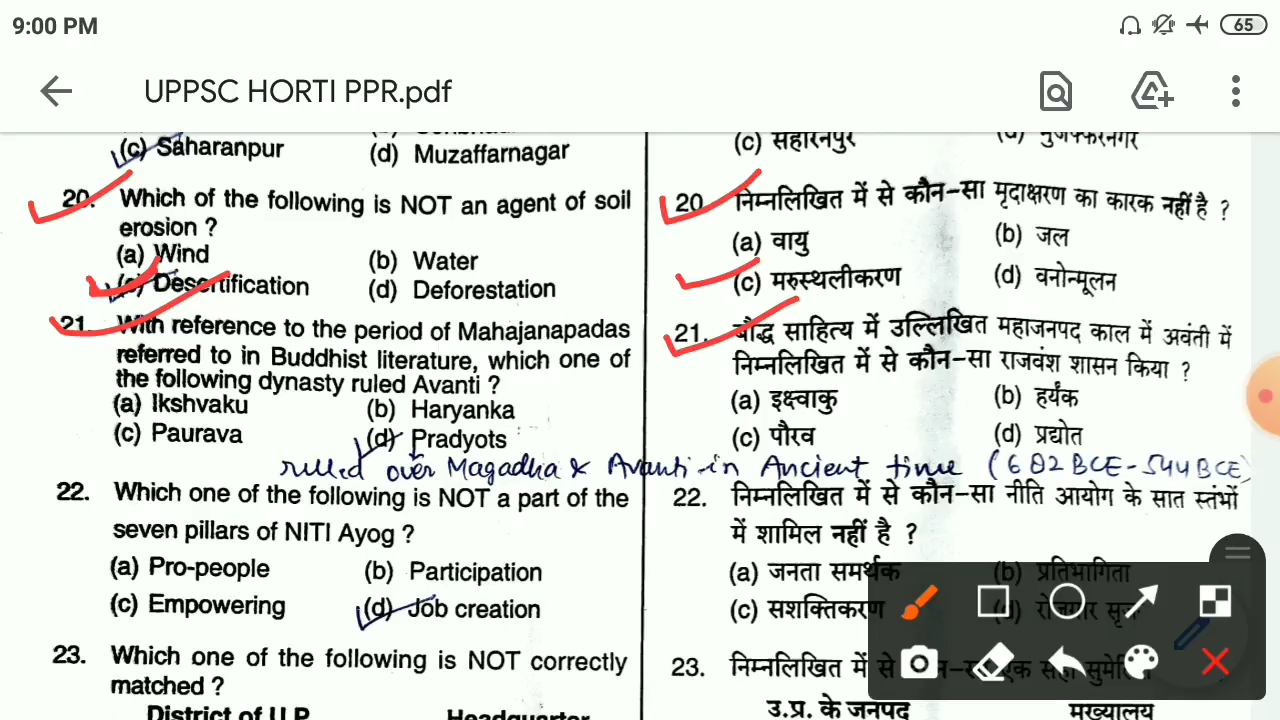 9:00 PM
65
UPPSC HORTI PPR.pdf
(c) Saharanpur
(d) Muzaffarnagar
20. Which of the following is NOT an agent of soil
erosion ?
(a) Wind
(b) Water
(c) Desertification
(d) Deforestation
21. With reference to the period of Mahajanapadas
referred to in Buddhist literature, which one of
the following dynasty ruled Avanti ?
(a) Ikshvaku
(b) Haryanka
(c) Paurava
(d) Pradyots
ruled over Magadha & Avanti in Ancient time (682 BCE-544 BCE)
22. Which one of the following is NOT a part of the
seven pillars of NITI Ayog ?
(a) Pro-people
(b) Participation
(c) Empowering
(d) Job creation
23. Which one of the following is NOT correctly
matched ?
District of U.P.
Headquarter
(c) सहारनपुर
(d) मुजफ्फरनगर
20. निम्नलिखित में से कौन-सा मृदाक्षरण का कारक नहीं है ?
(a) वायु
(b) जल
(c) मरुस्थलीकरण
(d) वनोन्मूलन
21. बौद्ध साहित्य में उल्लिखित महाजनपद काल में अवंती में
निम्नलिखित में से कौन-सा राजवंश शासन किया ?
(a) इक्ष्वाकु
(b) हर्यंक
(c) पौरव
(d) प्रद्योत
22. निम्नलिखित में से कौन-सा नीति आयोग के सात स्तंभों
में शामिल नहीं है ?
(a) जनता समर्थक
(b) प्रतिभागिता
(c) सशक्तिकरण
(d) रोजगार
23. निम्नलिखित में से
उ.प्र. के जनपद
मुख्यालय